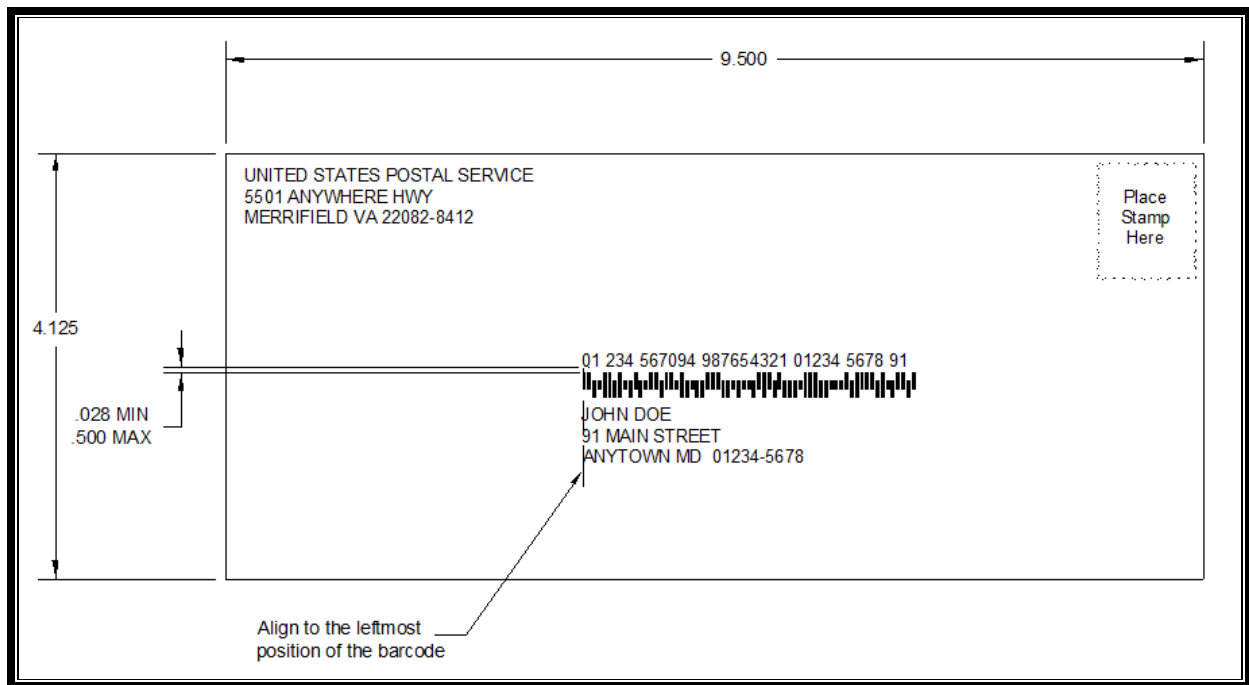 9.500
UNITED STATES POSTAL SERVICE
5501 ANYWHERE HWY
MERRIFIELD VA 22082-8412
Place
Stamp
Here
4.125
01 234 567094 987654321 01234 5678 91
.028 MIN
.500 MAX
JOHN DOE
91 MAIN STREET
ANYTOWN MD 01234-5678
Align to the leftmost
position of the barcode